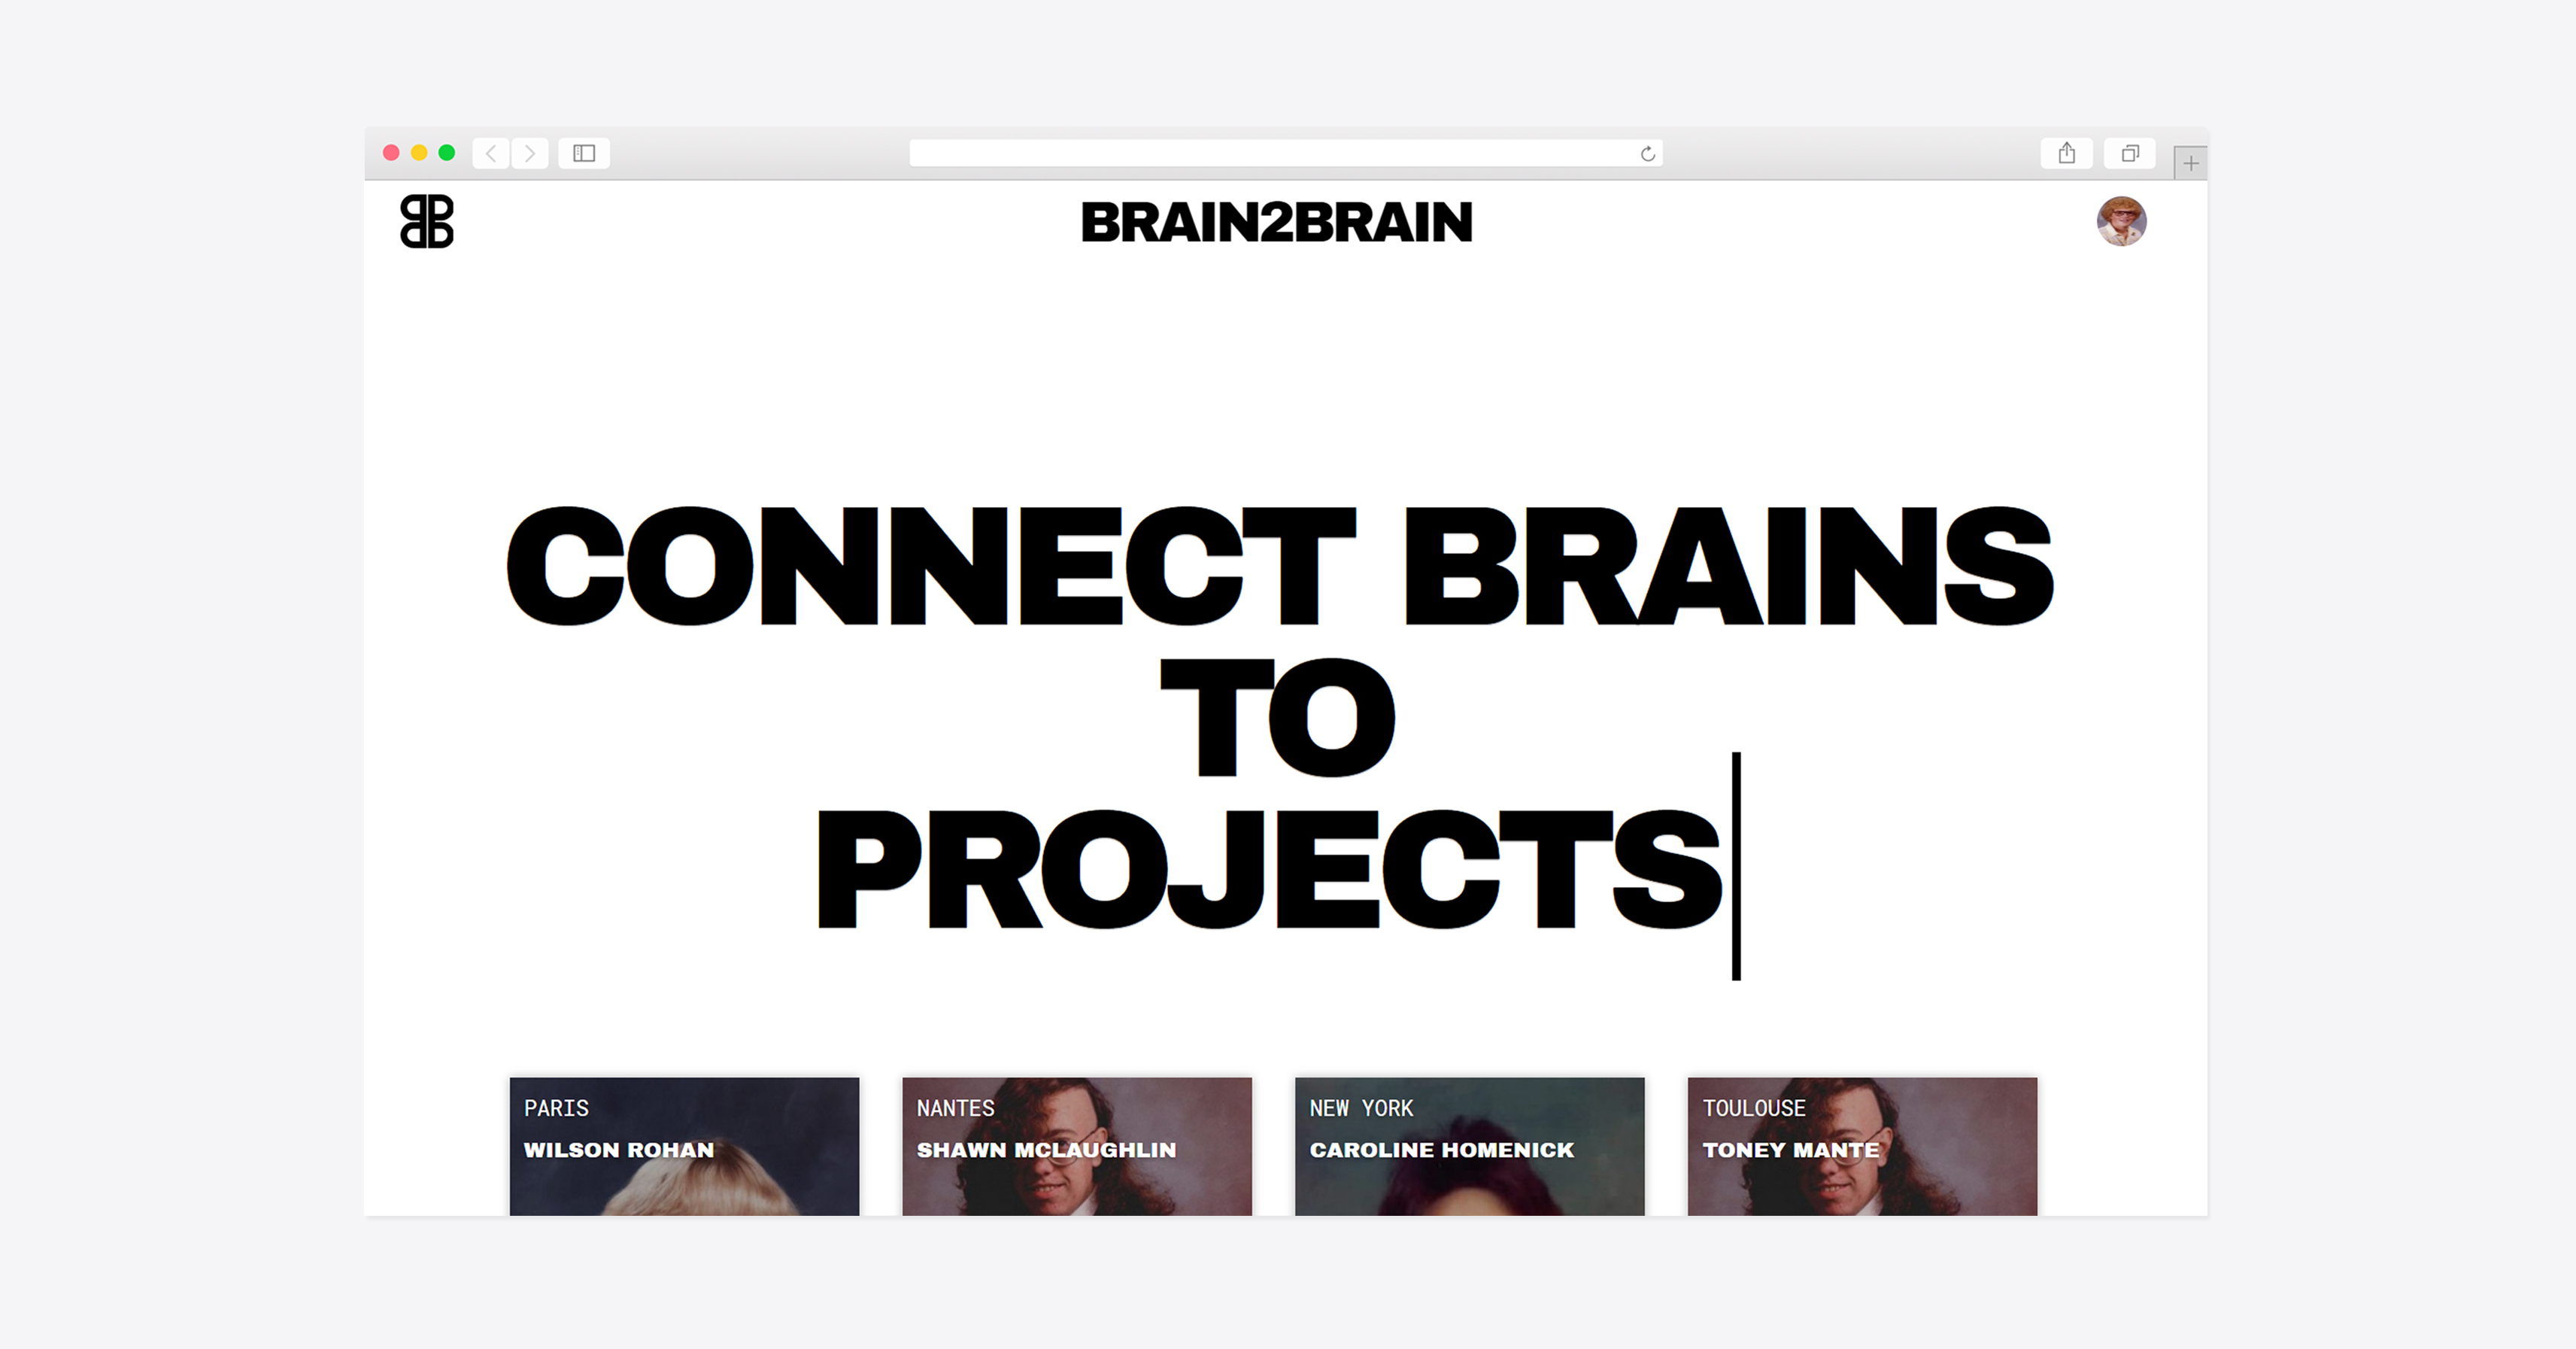 BRAIN2BRAIN
CONNECT BRAINS
TO
PROJECTS
PARIS
WILSON ROHAN
NANTES
SHAWN MCLAUGHLIN
NEW YORK
CAROLINE HOMENICK
TOULOUSE
TONEY MANTE